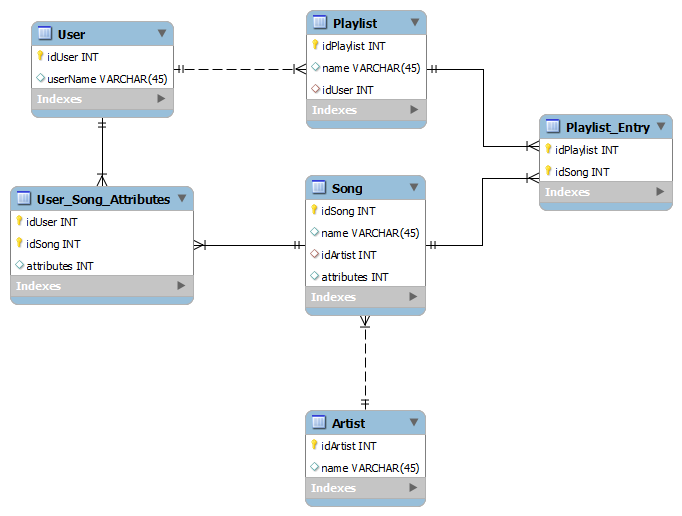 User
idUser INT
userName VARCHAR(45)
Indexes
Playlist
idPlaylist INT
name VARCHAR(45)
idUser INT
Indexes
Playlist_Entry
idPlaylist INT
idSong INT
Indexes
User_Song_Attributes
idUser INT
idSong INT
attributes INT
Indexes
Song
idSong INT
name VARCHAR(45)
idArtist INT
attributes INT
Indexes
Artist
idArtist INT
name VARCHAR(45)
Indexes